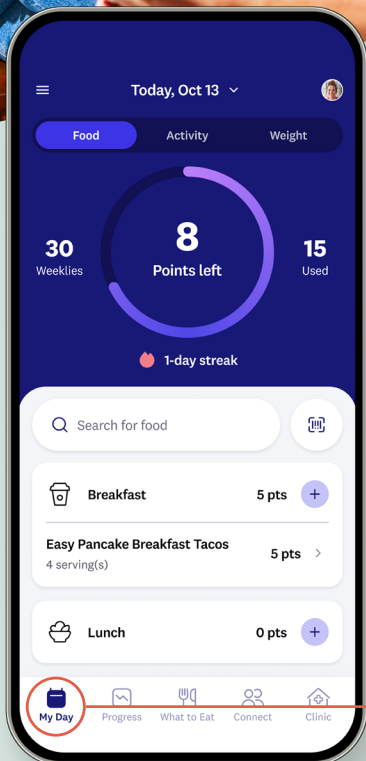 Today, Oct 13
Food Activity Weight
30
Weeklies
8
Points left
15
Used
1-day streak
Search for food
Breakfast 5 pts
Easy Pancake Breakfast Tacos
4 serving(s)
5 pts
Lunch 0 pts
My Day Progress What to Eat Connect Clinic